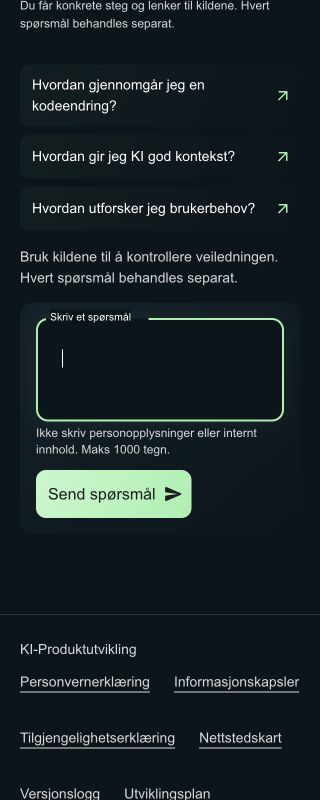 Du får konkrete steg og lenker til kildene. Hvert
spørsmål behandles separat.
Hvordan gjennomgår jeg en
kodeendring?
Hvordan gir jeg KI god kontekst?
Hvordan utforsker jeg brukerbehov?
Bruk kildene til å kontrollere veiledningen.
Hvert spørsmål behandles separat.
Skriv et spørsmål
Ikke skriv personopplysninger eller internt
innhold. Maks 1000 tegn.
Send spørsmål
KI-Produktutvikling
Personvernerklæring Informasjonskapsler
Tilgjengelighetserklæring Nettstedskart
Versjonslogg Utviklingsplan